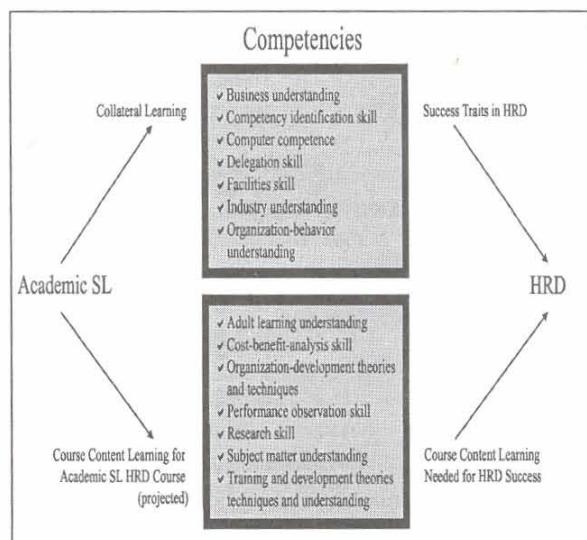 Competencies
Collateral Learning
✓ Business understanding
✓ Competency identification skill
✓ Computer competence
✓ Delegation skill
✓ Facilities skill
✓ Industry understanding
✓ Organization-behavior
understanding
Success Traits in HRD
Academic SL
HRD
✓ Adult learning understanding
✓ Cost-benefit-analysis skill
✓ Organization-development theories
and techniques
✓ Performance observation skill
✓ Research skill
✓ Subject matter understanding
✓ Training and development theories
techniques and understanding
Course Content Learning for
Academic SL HRD Course
(projected)
Course Content Learning
Needed for HRD Success